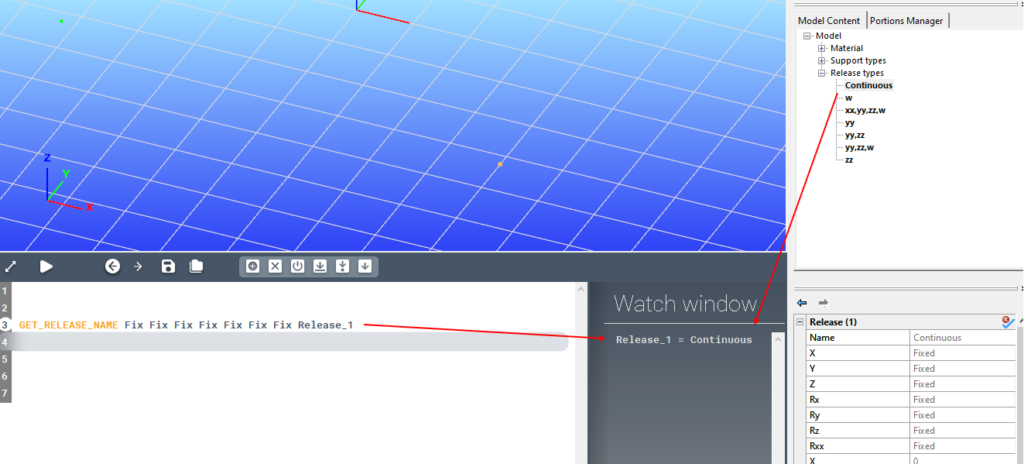 Z
Y
X
Model Content
Portions Manager
Model
Material
Support types
Release types
Continuous
w
xx,yy,zz,w
yy
yy,zz
yy,zz,w
zz
1
2
3 GET_RELEASE_NAME Fix Fix Fix Fix Fix Fix Fix Release_1
4
5
6
7
Watch window
Release_1 = Continuous
Release (1)
Name Continuous
X Fixed
Y Fixed
Z Fixed
Rx Fixed
Ry Fixed
Rz Fixed
Rxx Fixed
X 0